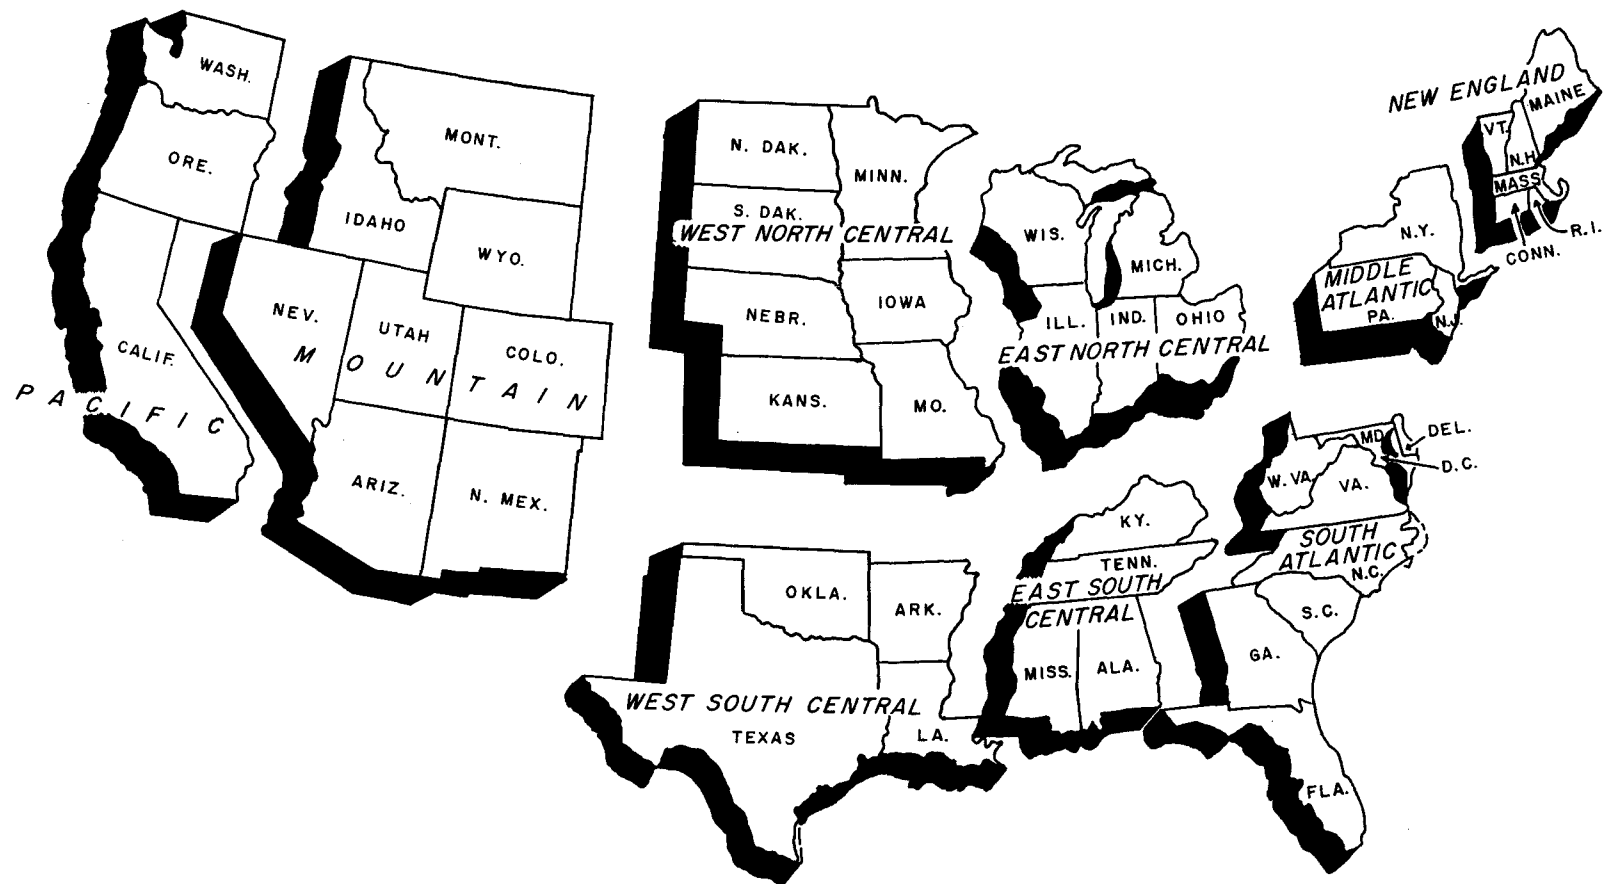 WASH.
ORE.
CALIF.
PACIFIC
MONT.
IDAHO
WYO.
NEV.
UTAH
COLO.
MOUNTAIN
ARIZ.
N. MEX.
N. DAK.
MINN.
S. DAK.
WEST NORTH CENTRAL
NEBR.
IOWA
KANS.
MO.
WIS.
MICH.
ILL.
IND.
OHIO
EAST NORTH CENTRAL
NEW ENGLAND
MAINE
VT.
N.H.
MASS.
R.I.
CONN.
N.Y.
MIDDLE
ATLANTIC
PA.
N.J.
MD.
DEL.
D.C.
W.VA.
VA.
SOUTH
ATLANTIC
N.C.
S.C.
GA.
FLA.
KY.
TENN.
EAST SOUTH
CENTRAL
MISS.
ALA.
OKLA.
ARK.
WEST SOUTH CENTRAL
TEXAS
LA.